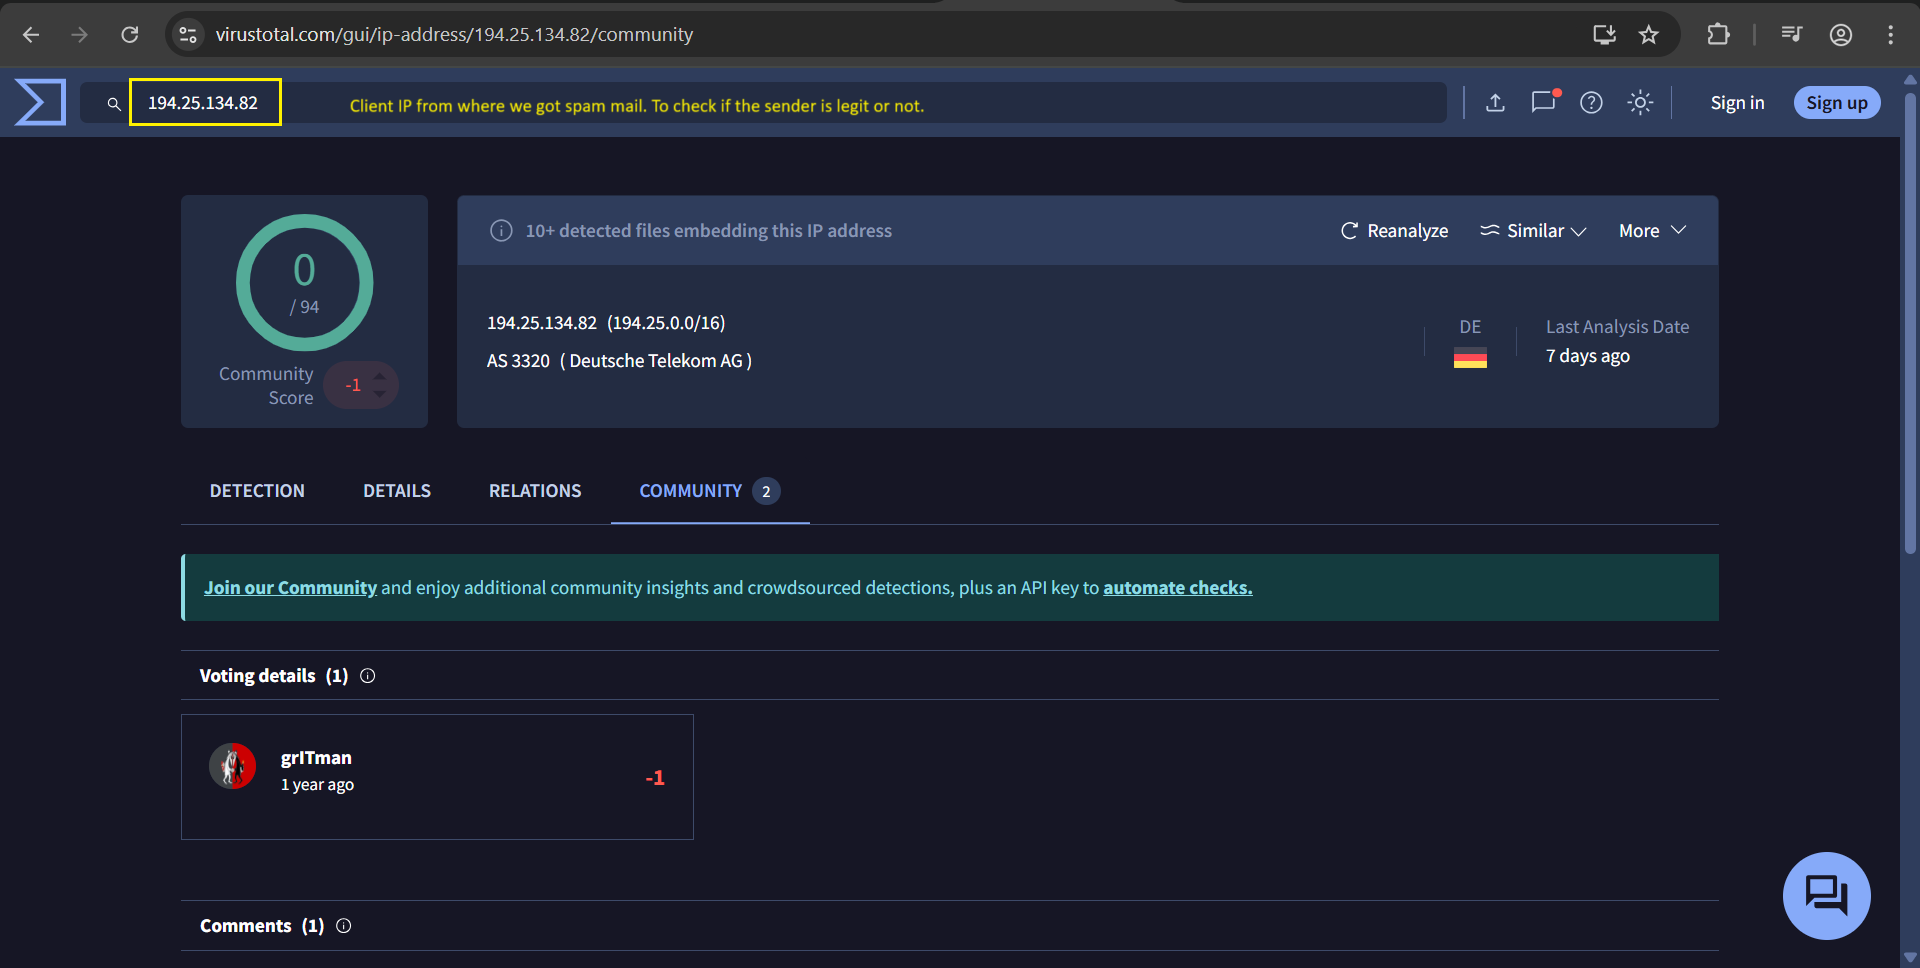 virustotal.com/gui/ip-address/194.25.134.82/community
194.25.134.82 Client IP from where we got spam mail. To check if the sender is legit or not. Sign in Sign up
10+ detected files embedding this IP address Reanalyze Similar More
0
/ 94
Community Score -1
194.25.134.82 (194.25.0.0/16)
AS 3320 ( Deutsche Telekom AG )
DE
Last Analysis Date
7 days ago
DETECTION DETAILS RELATIONS COMMUNITY 2
Join our Community and enjoy additional community insights and crowdsourced detections, plus an API key to automate checks.
Voting details (1)
grITman
1 year ago
-1
Comments (1)